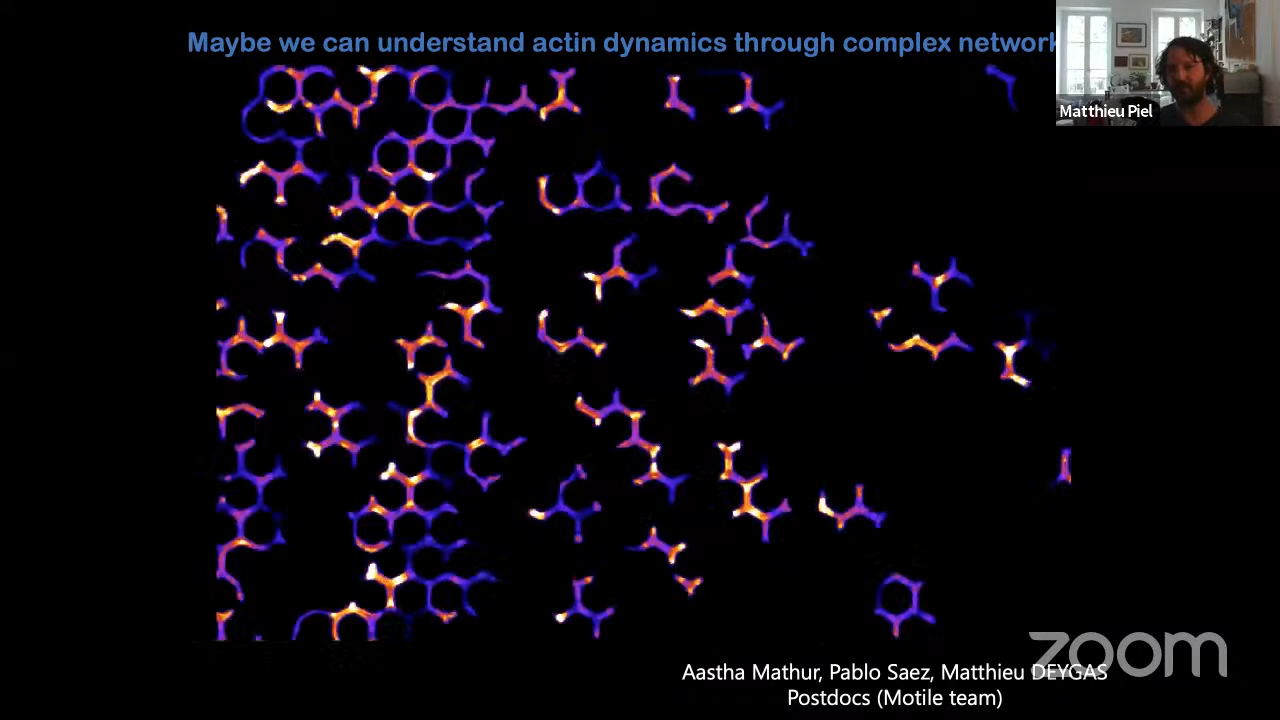 Maybe we can understand actin dynamics through complex network
Matthieu Piel
zoom
Aastha Mathur, Pablo Saez, Matthieu DEYGAS
Postdocs (Motile team)